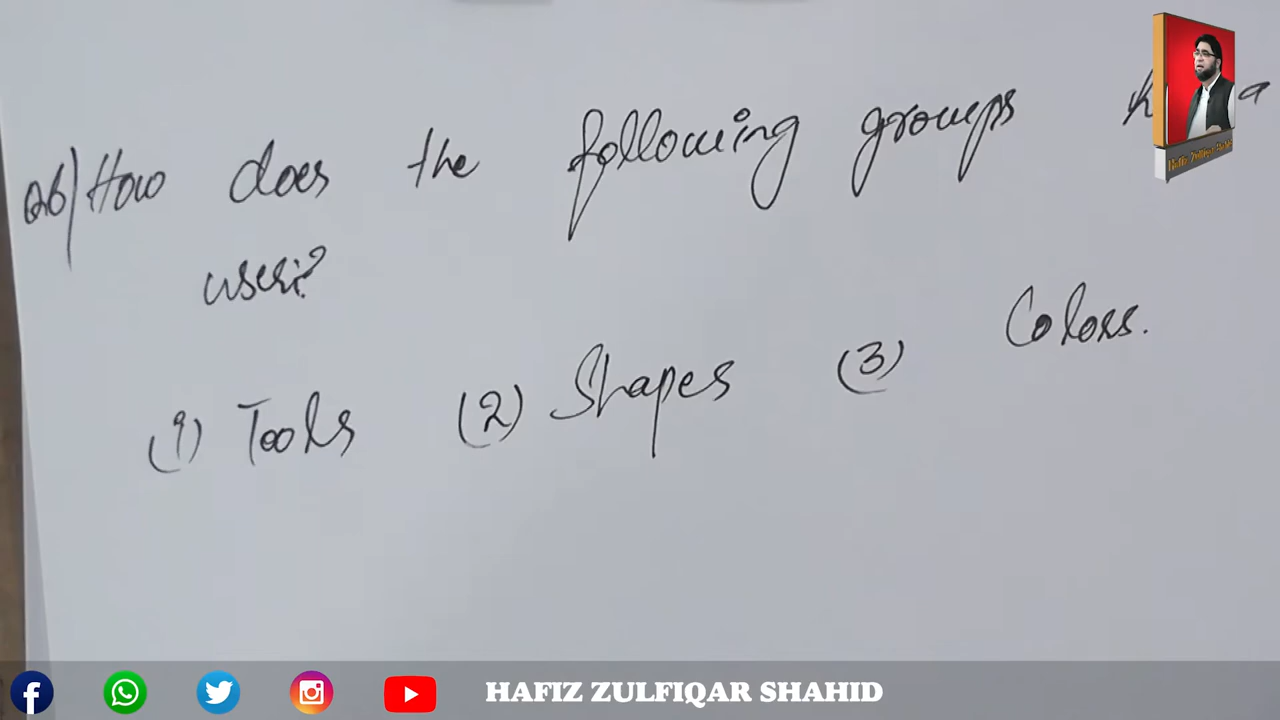 Q6) How does the following groups
user?
(1) Tools (2) Shapes (3) Colors.
HAFIZ ZULFIQAR SHAHID